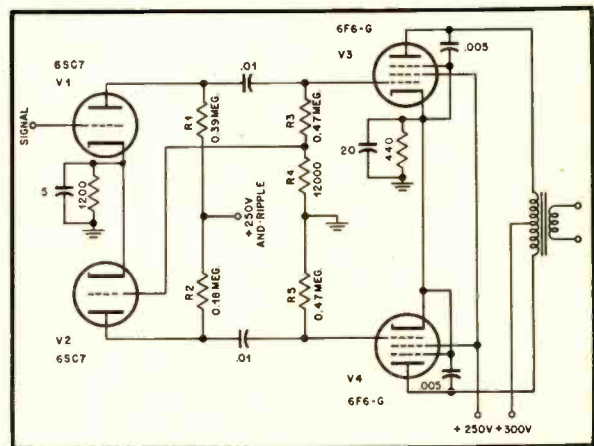 6SC7
V1
SIGNAL
5
1200
.01
R1
0.39MEG.
R3
0.47MEG.
R4
12000
+250V
AND RIPPLE
R2
0.18MEG.
R5
0.47MEG.
V2
6SC7
.01
6F6-G
V3
.005
20
440
V4
6F6-G
.005
+250V +300V